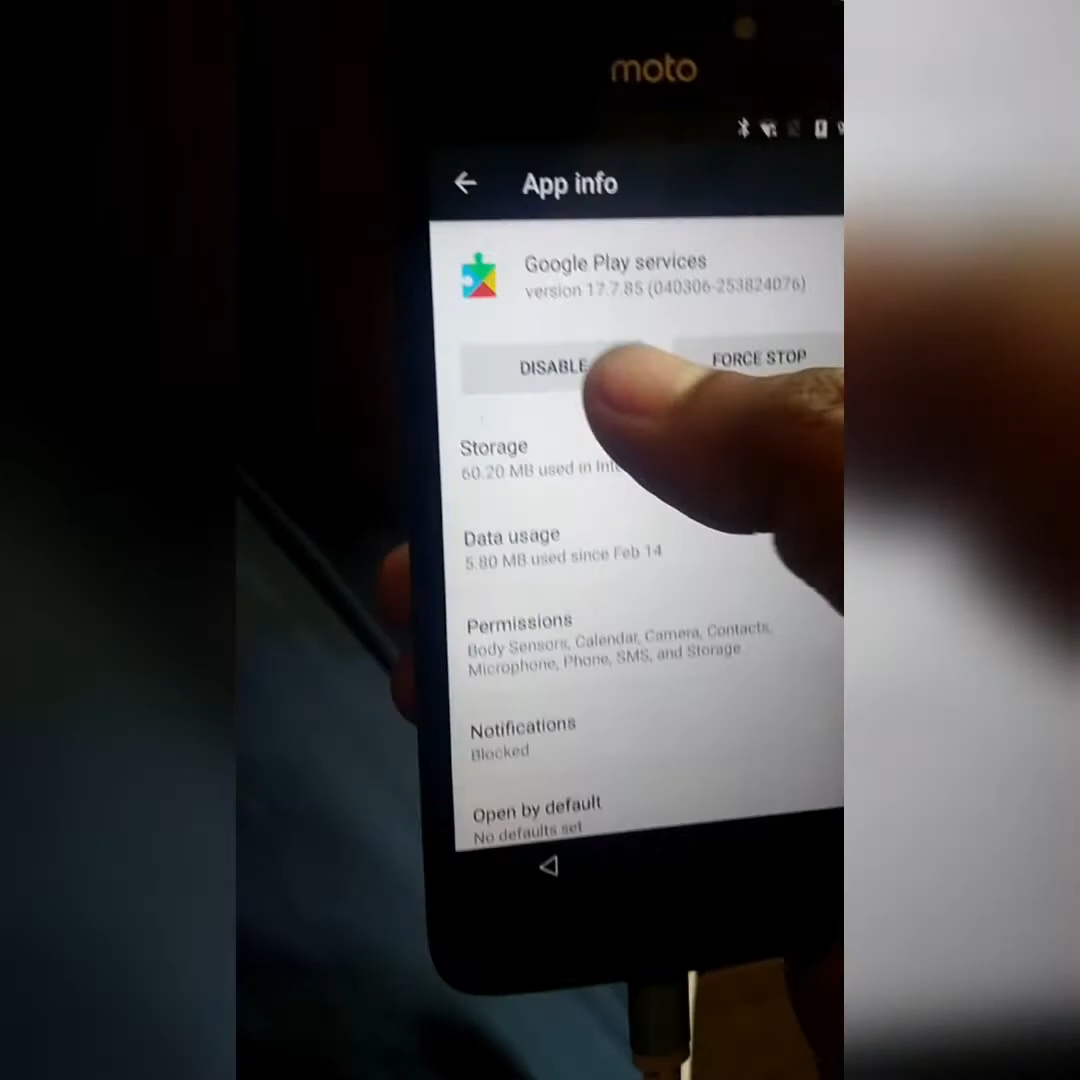 moto
App info
Google Play services
version 17.7.85 (040306-253824076)
DISABLE
FORCE STOP
Storage
60.20 MB used in
Data usage
5.80 MB used since Feb 14
Permissions
Body Sensors, Calendar, Camera, Contacts,
Microphone, Phone, SMS, and Storage
Notifications
Blocked
Open by default
No defaults set